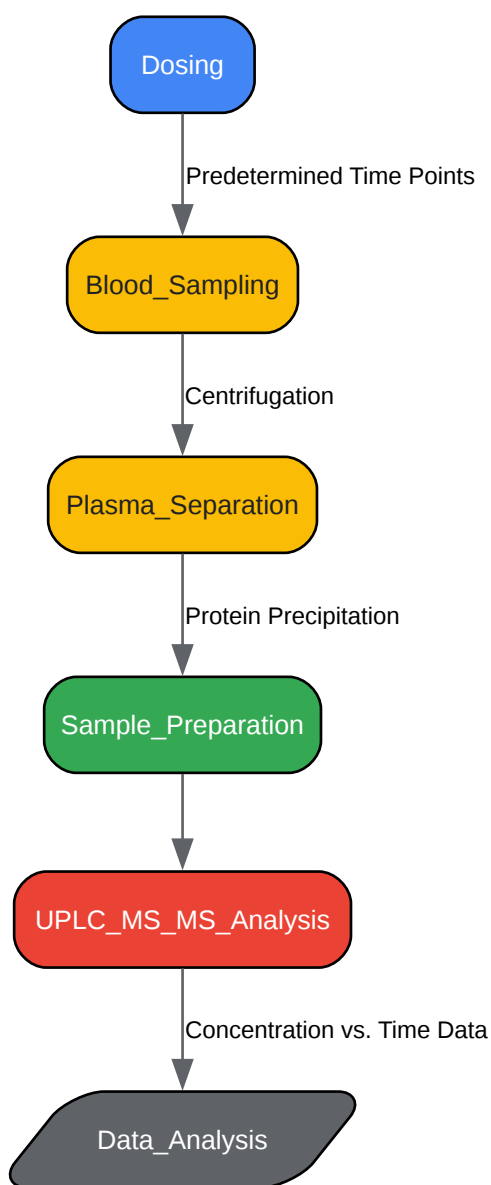 Dosing
Predetermined Time Points
Blood_Sampling
Centrifugation
Plasma_Separation
Protein Precipitation
Sample_Preparation
UPLC_MS_MS_Analysis
Concentration vs. Time Data
Data_Analysis